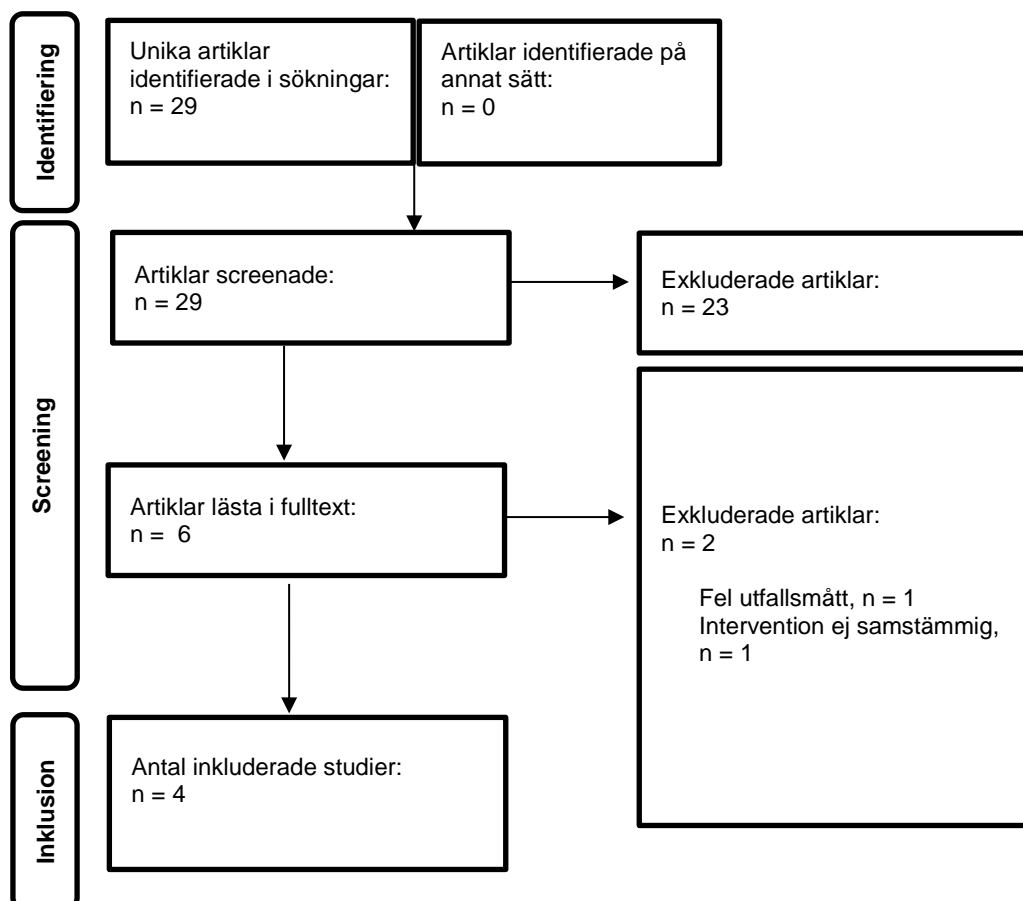 Identifiering
Unika artiklar
identifierade i sökningar:
n = 29
Artiklar identifierade på
annat sätt:
n = 0
Screening
Artiklar screenade:
n = 29
Exkluderade artiklar:
n = 23
Artiklar lästa i fulltext:
n =  6
Exkluderade artiklar:
n = 2
Fel utfallsmått, n = 1
Intervention ej samstämmig,
n = 1
Inklusion
Antal inkluderade studier:
n = 4